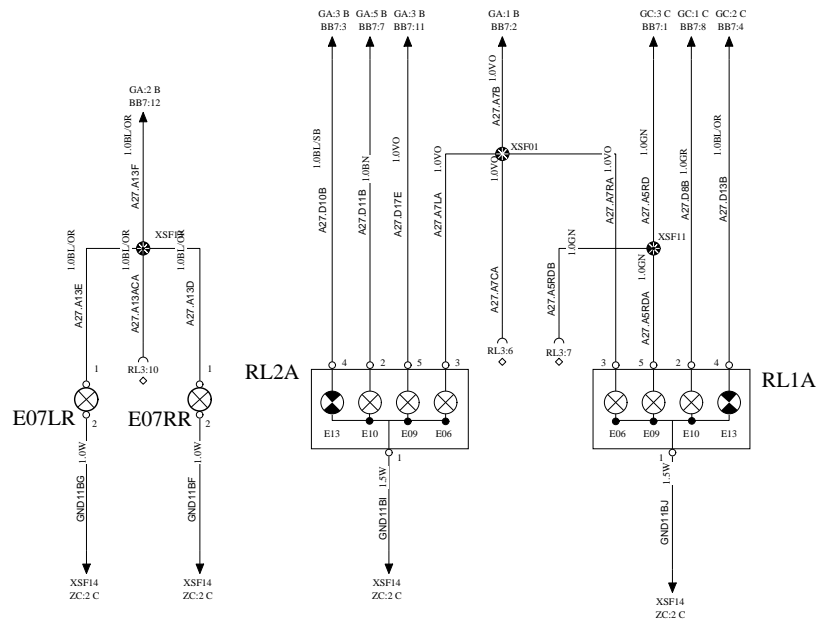 GA:3 B
BB7:3
GA:5 B
BB7:7
GA:3 B
BB7:11
GA:1 B
BB7:2
GC:3 C
BB7:1
GC:1 C
BB7:8
GC:2 C
BB7:4
GA:2 B
BB7:12
1.0BL/OR
A27.A13F
1.0BL/SB
A27.D10B
1.0BN
A27.D11B
1.0VO
A27.D17E
1.0VO
A27.A7B
1.0GN
A27.A5RD
1.0GR
A27.D8B
1.0BL/OR
A27.D13B
XSF01
1.0VO
A27.A7LA
1.0VO
A27.A7CA
1.0VO
A27.A7RA
1.0BL/OR
A27.A13E
1.0BL/OR
A27.A13ACA
1.0BL/OR
A27.A13D
1.0GN
A27.A5RDB
XSF11
1.0GN
A27.A5RDA
RL3:10
RL3:6
RL3:7
RL2A
4 2 5 3
E13 E10 E09 E06
1
RL1A
3 5 2 4
E06 E09 E10 E13
1
1
E07LR
2
1
E07RR
2
1.0W
GND11BG
1.0W
GND11BF
1.5W
GND11BI
1.5W
GND11BJ
XSF14
ZC:2 C
XSF14
ZC:2 C
XSF14
ZC:2 C
XSF14
ZC:2 C